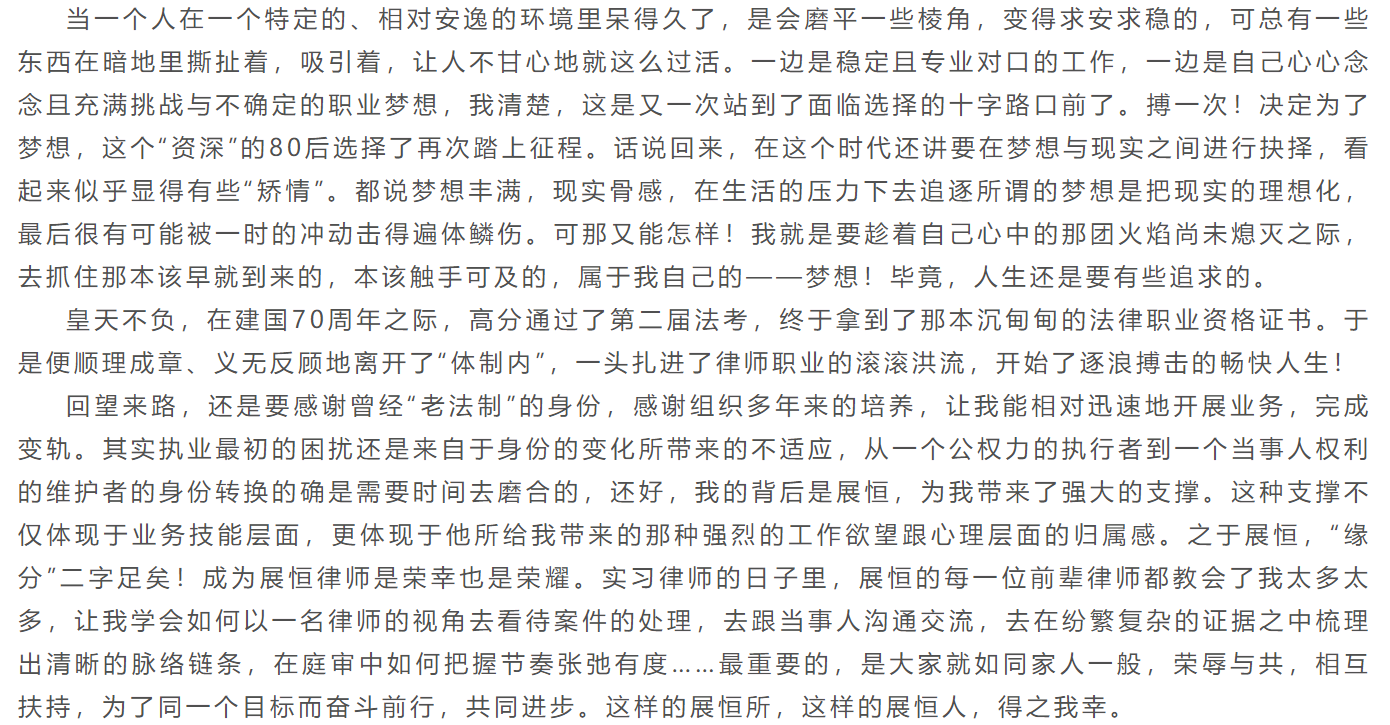 当一个人在一个特定的、相对安逸的环境里呆得久了，是会磨平一些棱角，变得求安求稳的，可总有一些
东西在暗地里撕扯着，吸引着，让人不甘心地就这么过活。一边是稳定且专业对口的工作，一边是自己心心念
念且充满挑战与不确定的职业梦想，我清楚，这是又一次站到了面临选择的十字路口前了。搏一次！决定为了
梦想，这个“资深”的80后选择了再次踏上征程。话说回来，在这个时代还讲要在梦想与现实之间进行抉择，看
起来似乎显得有些“矫情”。都说梦想丰满，现实骨感，在生活的压力下去追逐所谓的梦想是把现实的理想化，
最后很有可能被一时的冲动击得遍体鳞伤。可那又能怎样！我就是要趁着自己心中的那团火焰尚未熄灭之际，
去抓住那本该早就到来的，本该触手可及的，属于我自己的——梦想！毕竟，人生还是要有些追求的。
皇天不负，在建国70周年之际，高分通过了第二届法考，终于拿到了那本沉甸甸的法律职业资格证书。于
是便顺理成章、义无反顾地离开了“体制内”，一头扎进了律师职业的滚滚洪流，开始了逐浪搏击的畅快人生！
回望来路，还是要感谢曾经“老法制”的身份，感谢组织多年来的培养，让我能相对迅速地开展业务，完成
变轨。其实执业最初的困扰还是来自于身份的变化所带来的不适应，从一个公权力的执行者到一个当事人权利
的维护者的身份转换的确是需要时间去磨合的，还好，我的背后是展恒，为我带来了强大的支撑。这种支撑不
仅体现于业务技能层面，更体现于他所给我带来的那种强烈的工作欲望跟心理层面的归属感。之于展恒，“缘
分”二字足矣！成为展恒律师是荣幸也是荣耀。实习律师的日子里，展恒的每一位前辈律师都教会了我太多太
多，让我学会如何以一名律师的视角去看待案件的处理，去跟当事人沟通交流，去在纷繁复杂的证据之中梳理
出清晰的脉络链条，在庭审中如何把握节奏张弛有度……最重要的，是大家就如同家人一般，荣辱与共，相互
扶持，为了同一个目标而奋斗前行，共同进步。这样的展恒所，这样的展恒人，得之我幸。